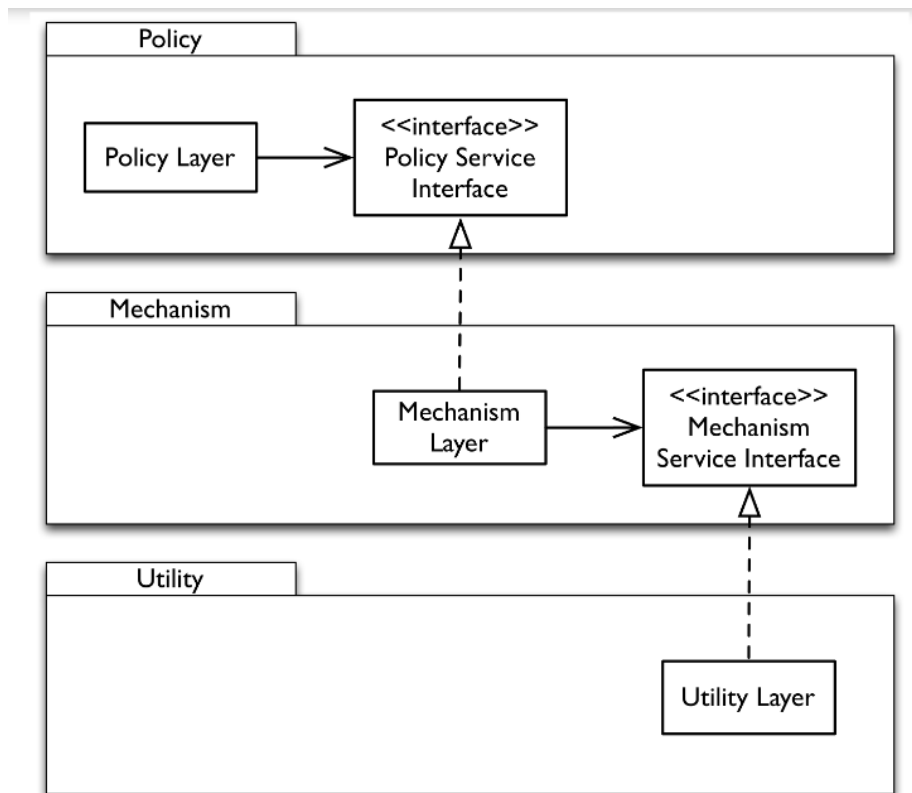 Policy
Policy Layer
<<interface>>
Policy Service
Interface
Mechanism
Mechanism
Layer
<<interface>>
Mechanism
Service Interface
Utility
Utility Layer